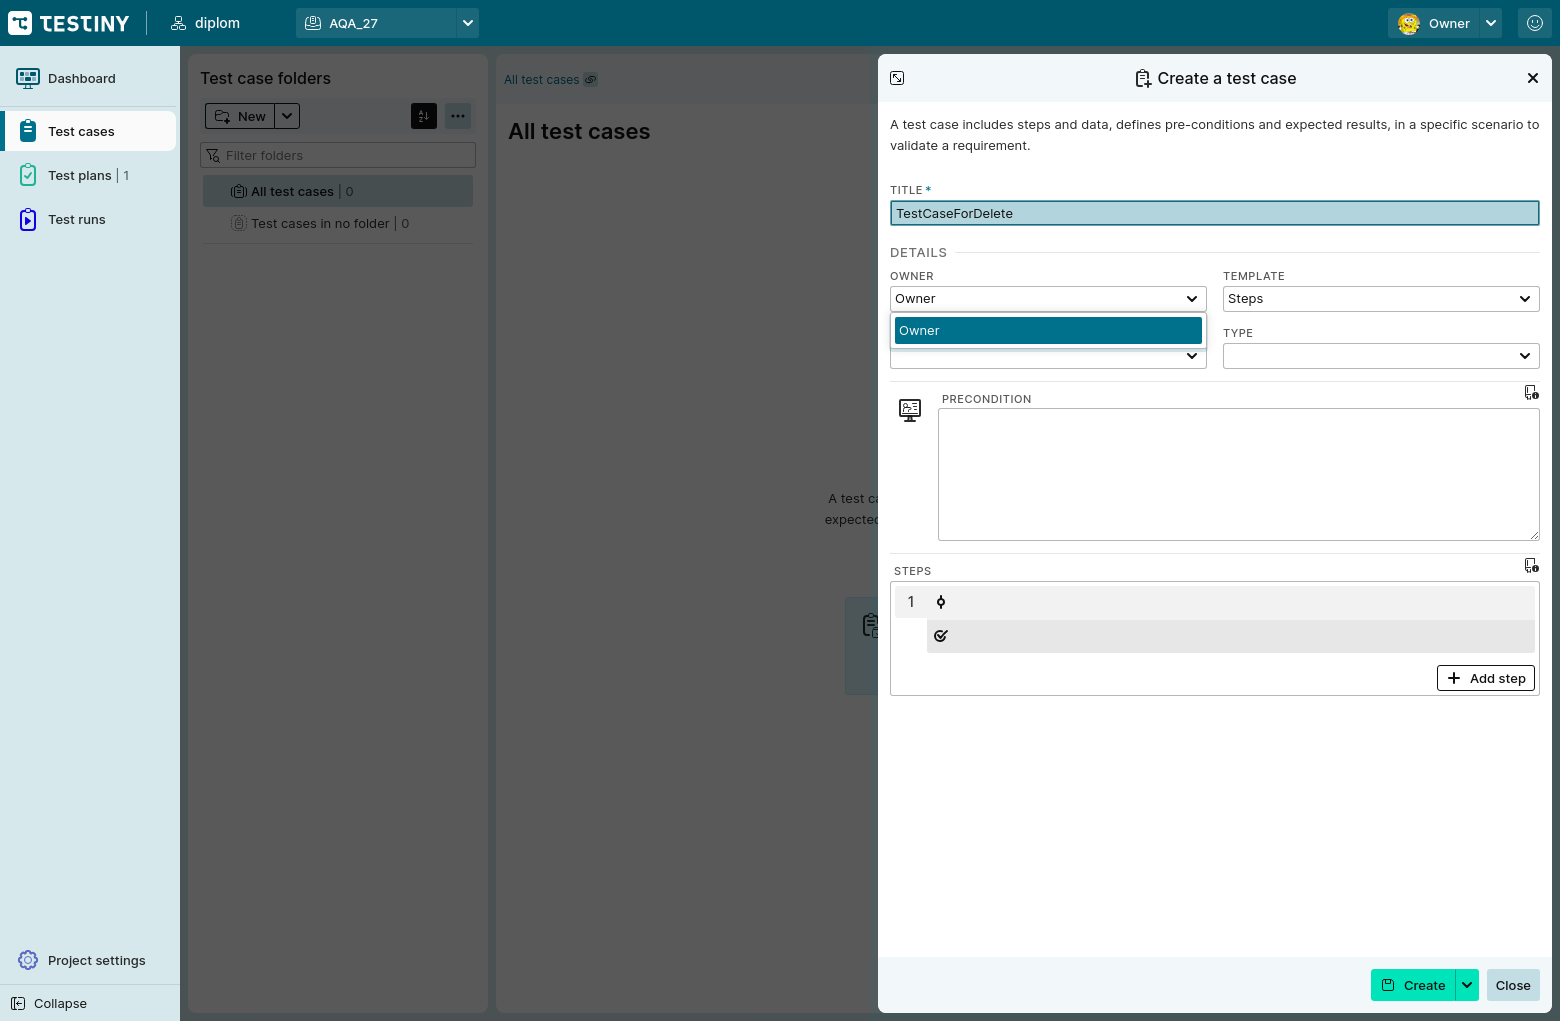 TESTINY
diplom
AQA_27
Owner
Dashboard
Test cases
Test plans | 1
Test runs
Project settings
Collapse
Test case folders
New
Filter folders
All test cases | 0
Test cases in no folder | 0
All test cases
All test cases
A test ca
expected
Create a test case
A test case includes steps and data, defines pre-conditions and expected results, in a specific scenario to
validate a requirement.
TITLE *
TestCaseForDelete
DETAILS
OWNER
TEMPLATE
Owner
Steps
Owner
TYPE
PRECONDITION
STEPS
1
Add step
Create
Close